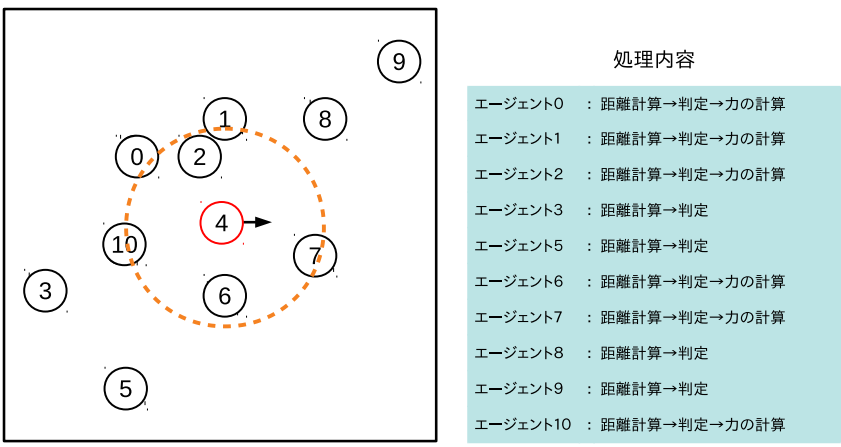 9
1
8
0
2
4
10
7
3
6
5
処理内容
エージェント0 : 距離計算→判定→力の計算
エージェント1 : 距離計算→判定→力の計算
エージェント2 : 距離計算→判定→力の計算
エージェント3 : 距離計算→判定
エージェント5 : 距離計算→判定
エージェント6 : 距離計算→判定→力の計算
エージェント7 : 距離計算→判定→力の計算
エージェント8 : 距離計算→判定
エージェント9 : 距離計算→判定
エージェント10 : 距離計算→判定→力の計算